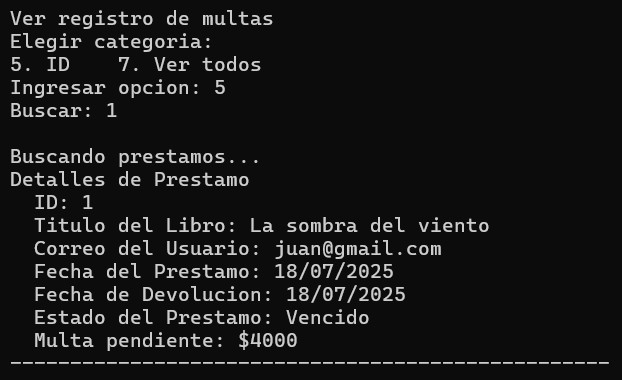 Ver registro de multas
Elegir categoria:
5. ID    7. Ver todos
Ingresar opcion: 5
Buscar: 1

Buscando prestamos...
Detalles de Prestamo
  ID: 1
  Titulo del Libro: La sombra del viento
  Correo del Usuario: juan@gmail.com
  Fecha del Prestamo: 18/07/2025
  Fecha de Devolucion: 18/07/2025
  Estado del Prestamo: Vencido
  Multa pendiente: $4000
--------------------------------------------------